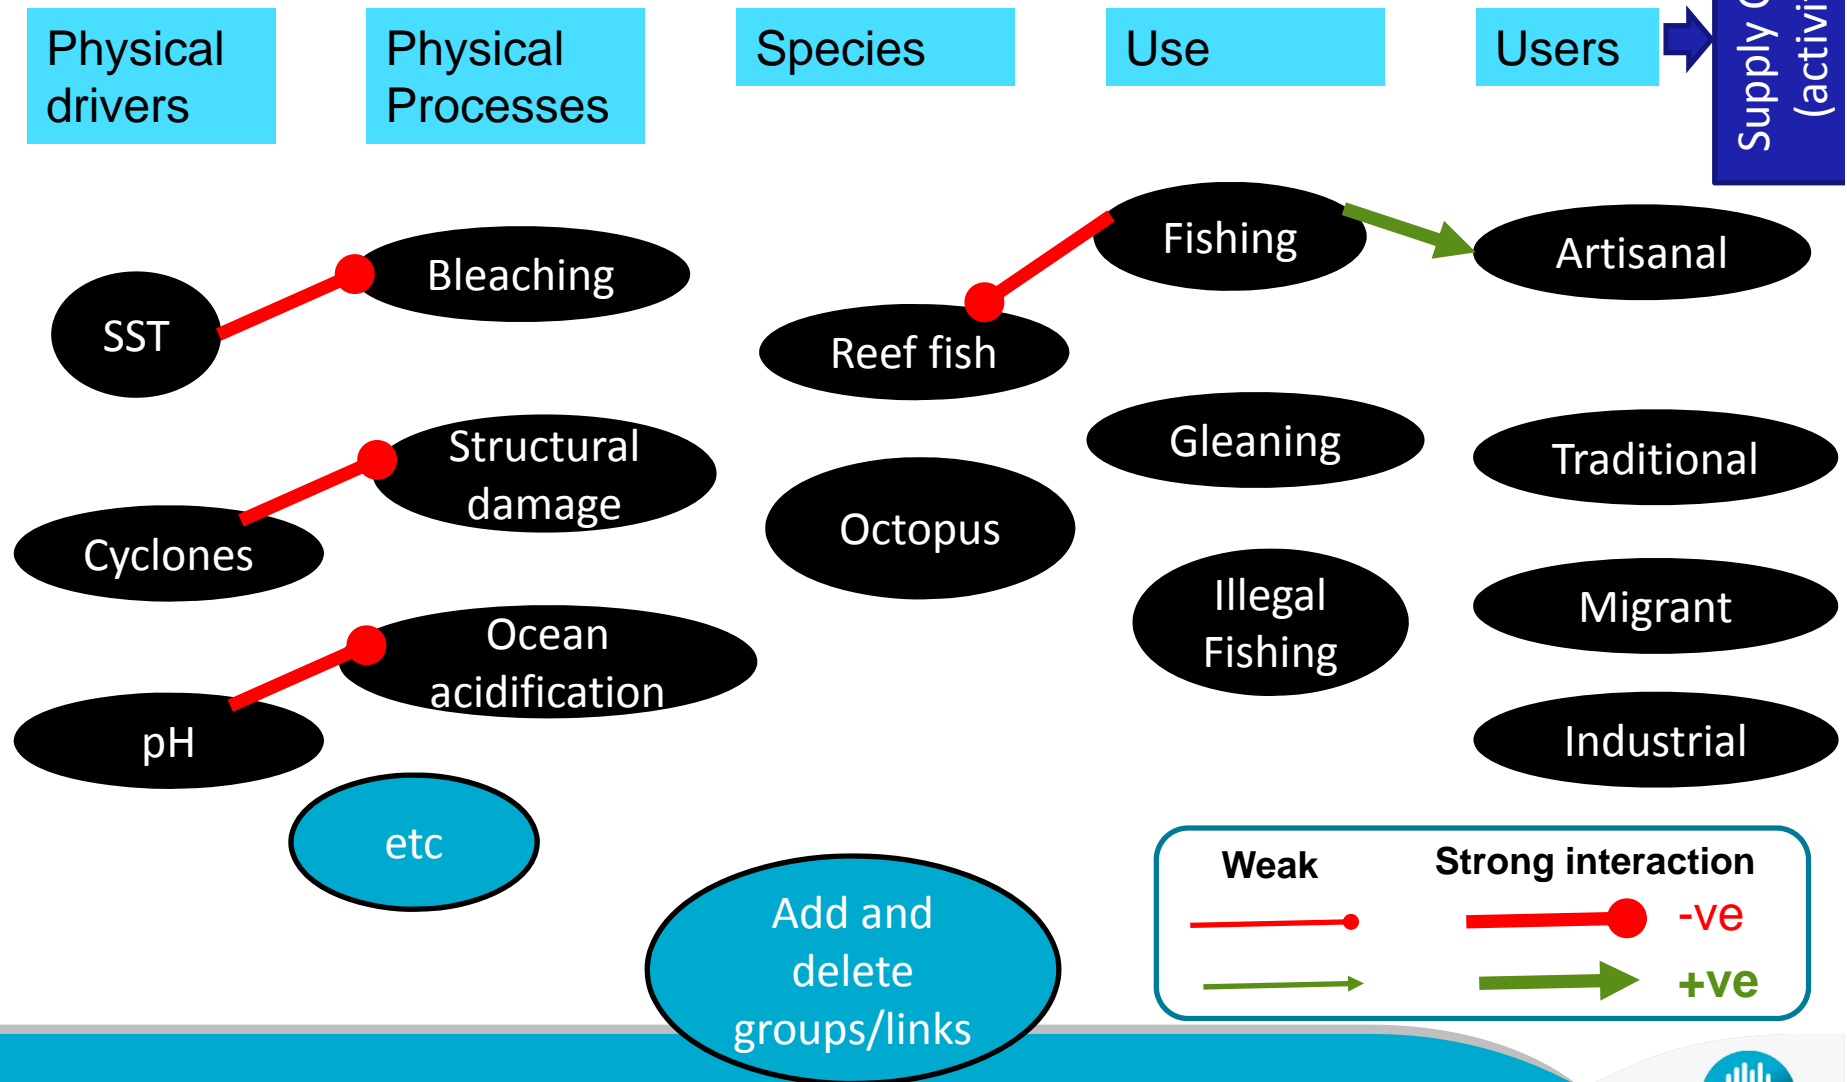 Physical
drivers
Physical
Processes
Species
Use
Users
Supply
SST
Bleaching
Cyclones
Structural
damage
pH
Ocean
acidification
etc
Reef fish
Octopus
Fishing
Gleaning
Illegal
Fishing
Artisanal
Traditional
Migrant
Industrial
Add and
delete
groups/links
Weak
Strong interaction
-ve
+ve